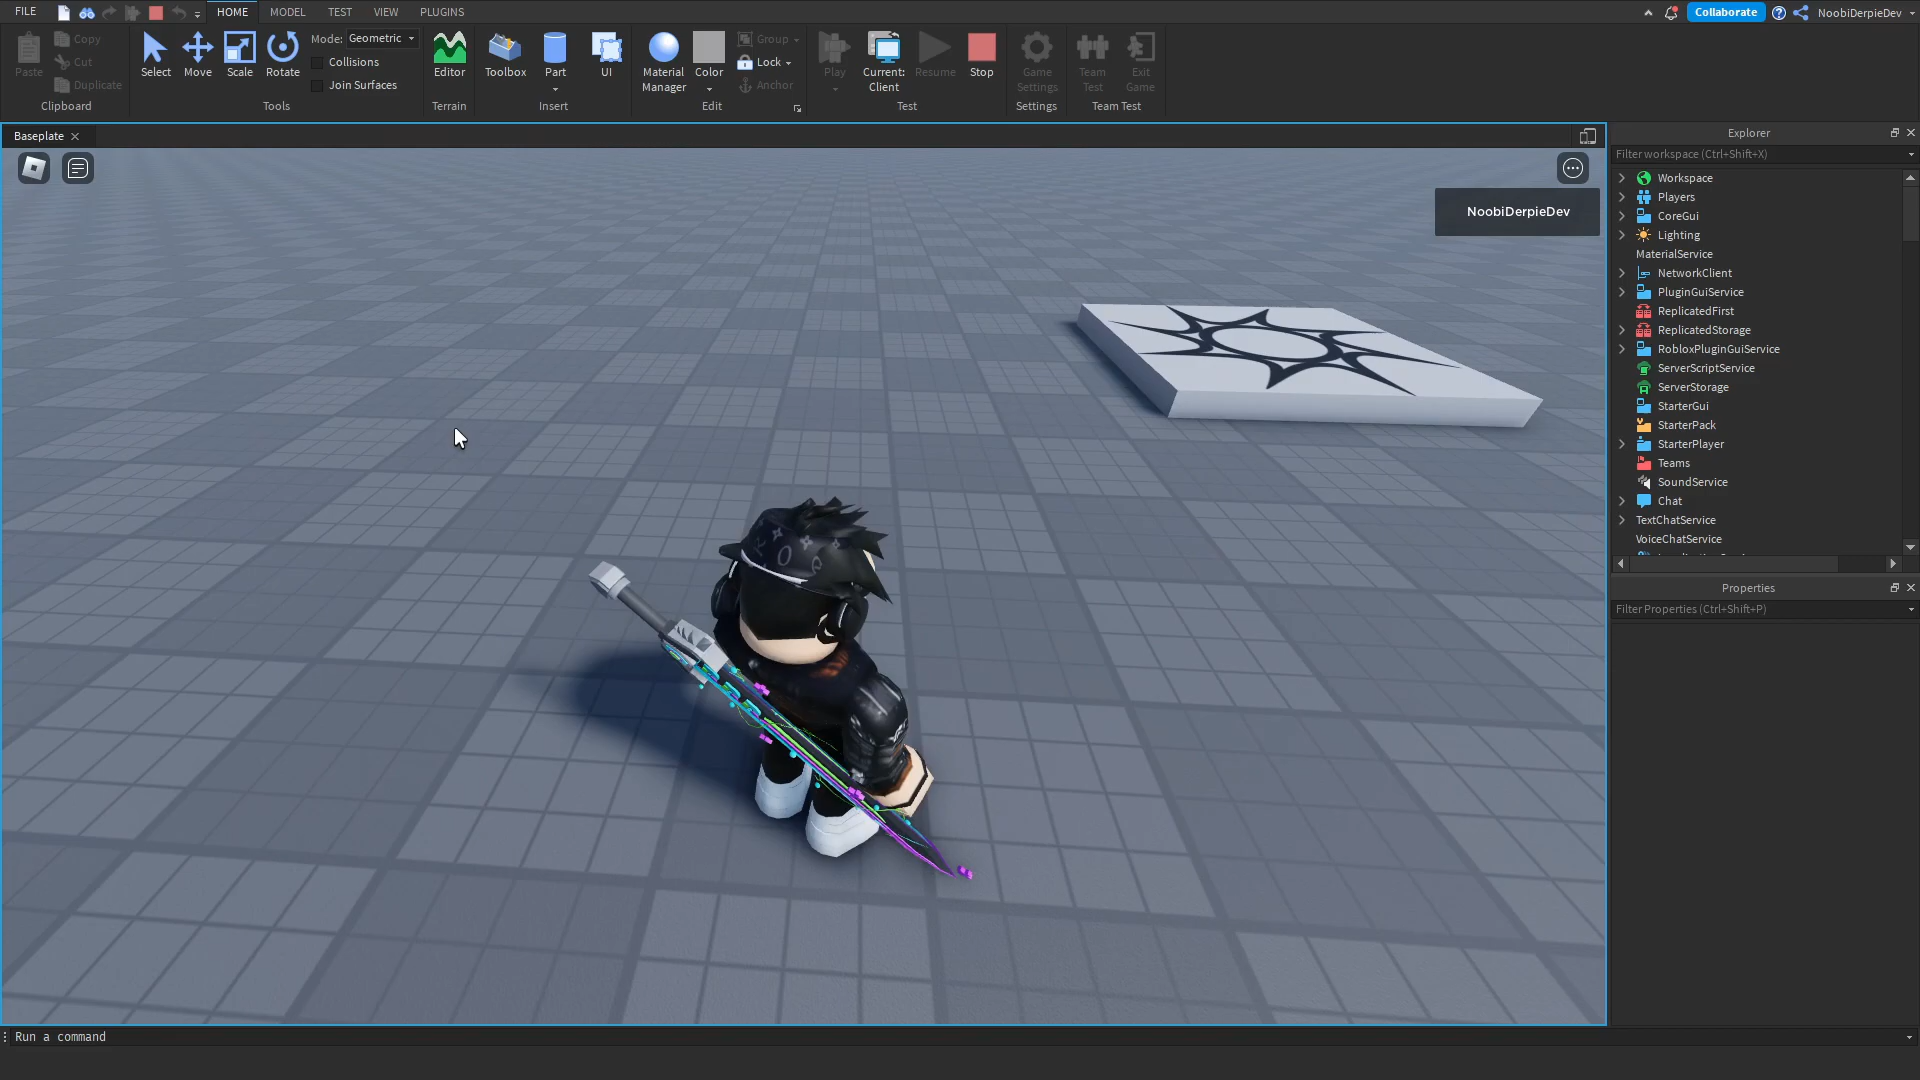 FILE HOME MODEL TEST VIEW PLUGINS Collaborate NoobiDerpieDev
Paste Copy Cut Duplicate
Clipboard
Select Move Scale Rotate Mode: Geometric
Collisions
Join Surfaces
Tools
Editor
Terrain
Toolbox Part UI
Insert
Material Manager Color Group Lock Anchor
Edit
Play Current: Client Resume Stop
Test
Game Settings
Settings
Team Test Exit Game
Team Test
Baseplate
NoobiDerpieDev
Explorer
Filter workspace (Ctrl+Shift+X)
Workspace
Players
CoreGui
Lighting
MaterialService
NetworkClient
PluginGuiService
ReplicatedFirst
ReplicatedStorage
RobloxPluginGuiService
ServerScriptService
ServerStorage
StarterGui
StarterPack
StarterPlayer
Teams
SoundService
Chat
TextChatService
VoiceChatService
Properties
Filter Properties (Ctrl+Shift+P)
Run a command